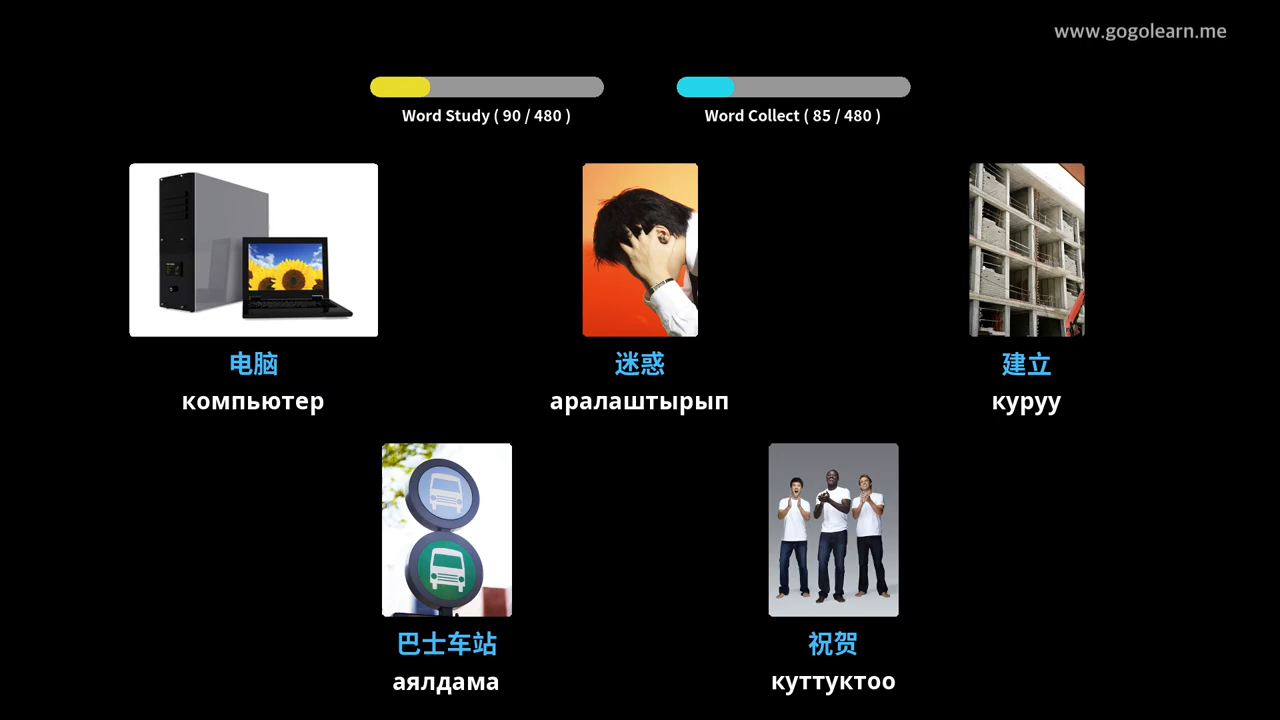 www.gogolearn.me
Word Study ( 90 / 480 )
Word Collect ( 85 / 480 )
电脑
компьютер
迷惑
аралаштырып
建立
куруу
巴士车站
аялдама
祝贺
куттуктоо